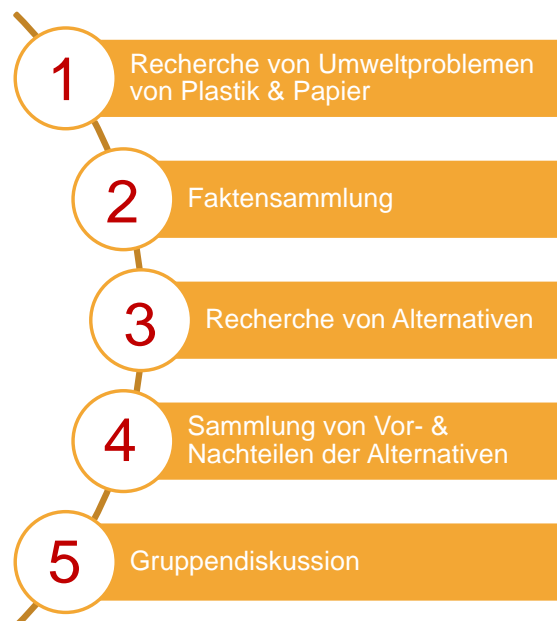 1
Recherche von Umweltproblemen
von Plastik & Papier
2
Faktensammlung
3
Recherche von Alternativen
4
Sammlung von Vor- &
Nachteilen der Alternativen
5
Gruppendiskussion